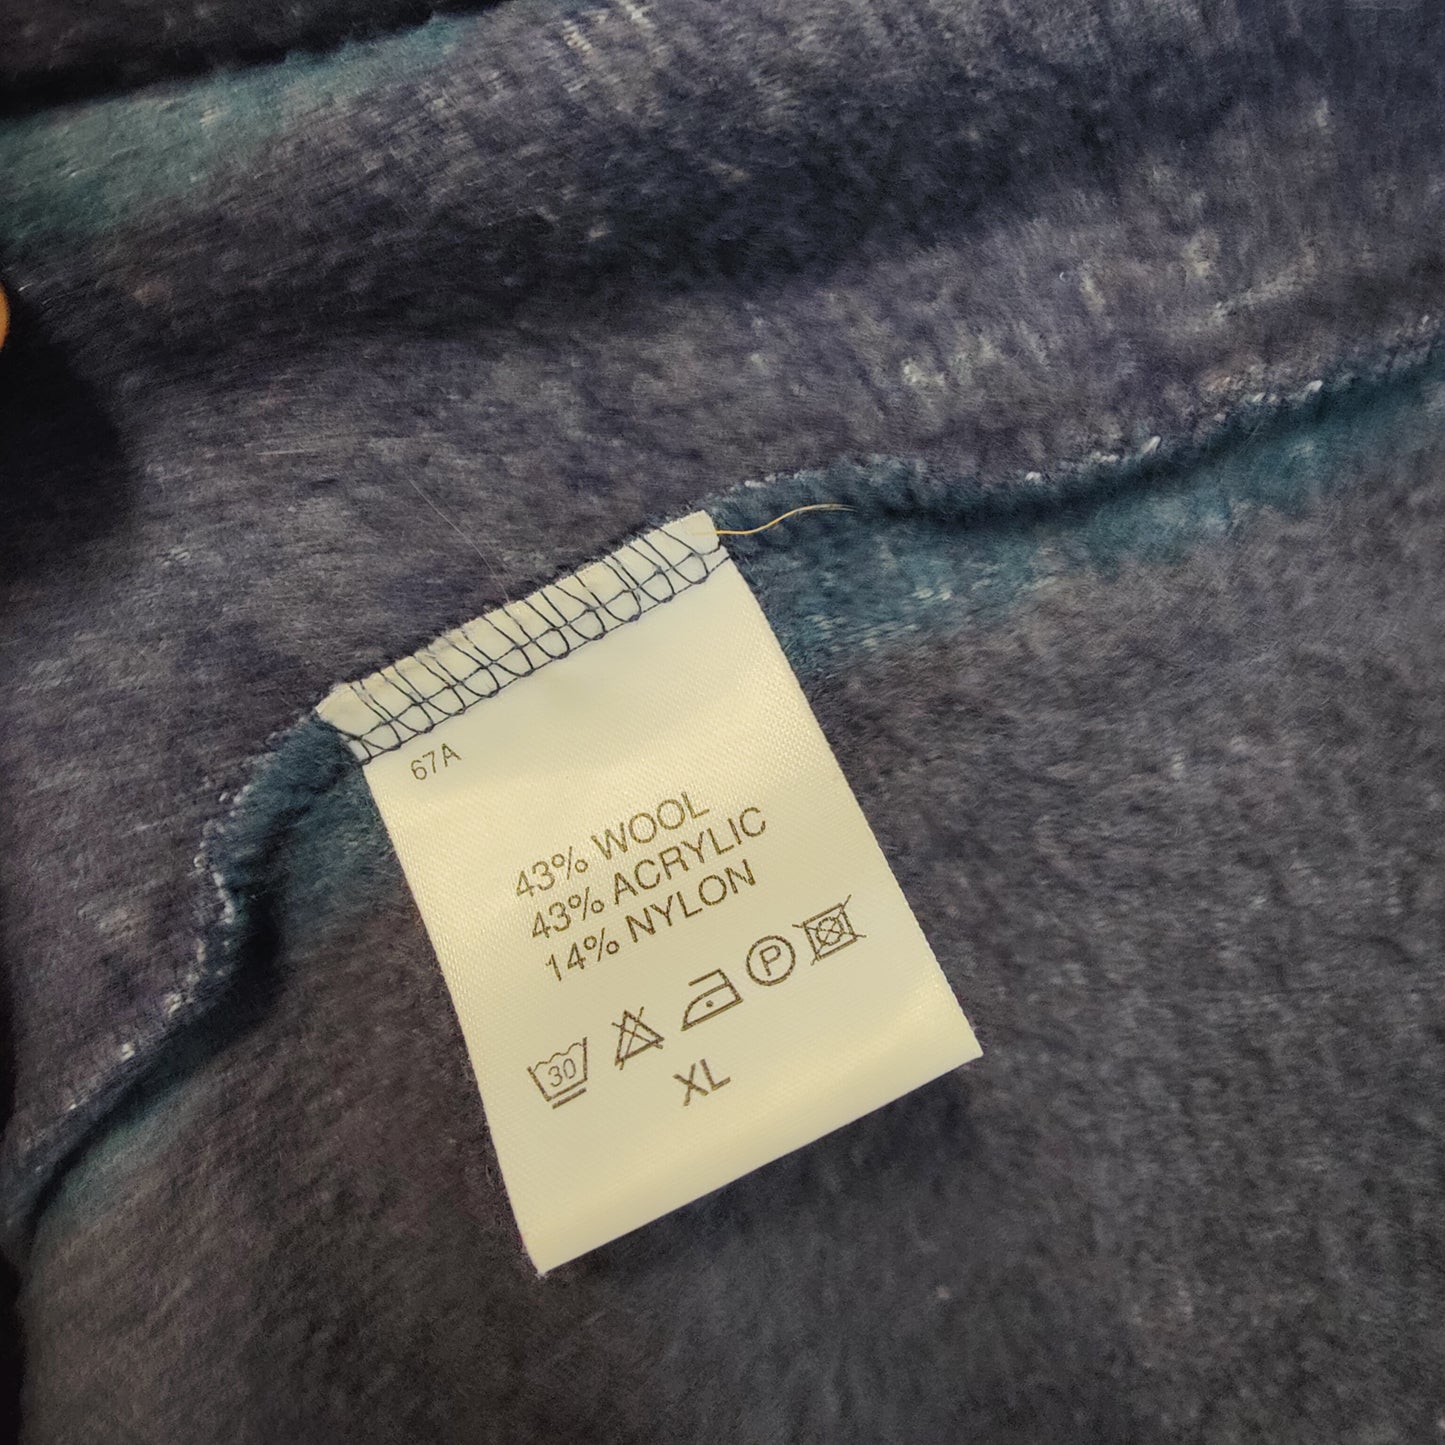 67A
43% WOOL
43% ACRYLIC
14% NYLON
30 P
XL